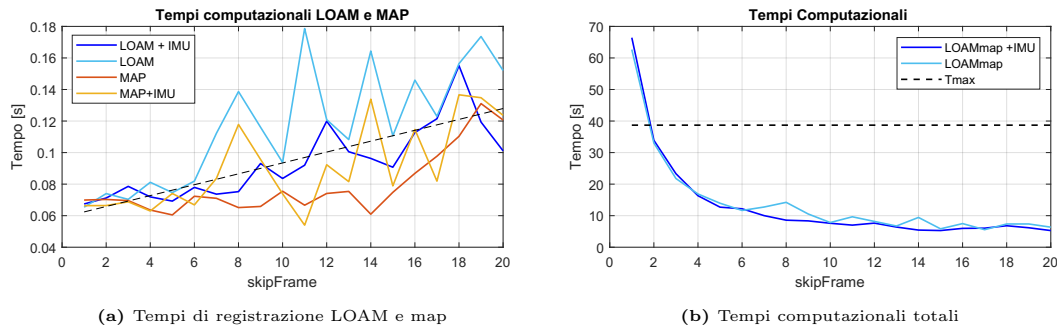 Tempi computazionali LOAM e MAP
0.18
0.16
0.14
0.12
0.1
0.08
0.06
0.04
Tempo [s]
LOAM + IMU
LOAM
MAP
MAP+IMU
0 2 4 6 8 10 12 14 16 18 20
skipFrame
(a) Tempi di registrazione LOAM e map
Tempi Computazionali
70
60
50
40
30
20
10
0
Tempo [s]
LOAMmap +IMU
LOAMmap
Tmax
0 2 4 6 8 10 12 14 16 18 20
skipFrame
(b) Tempi computazionali totali